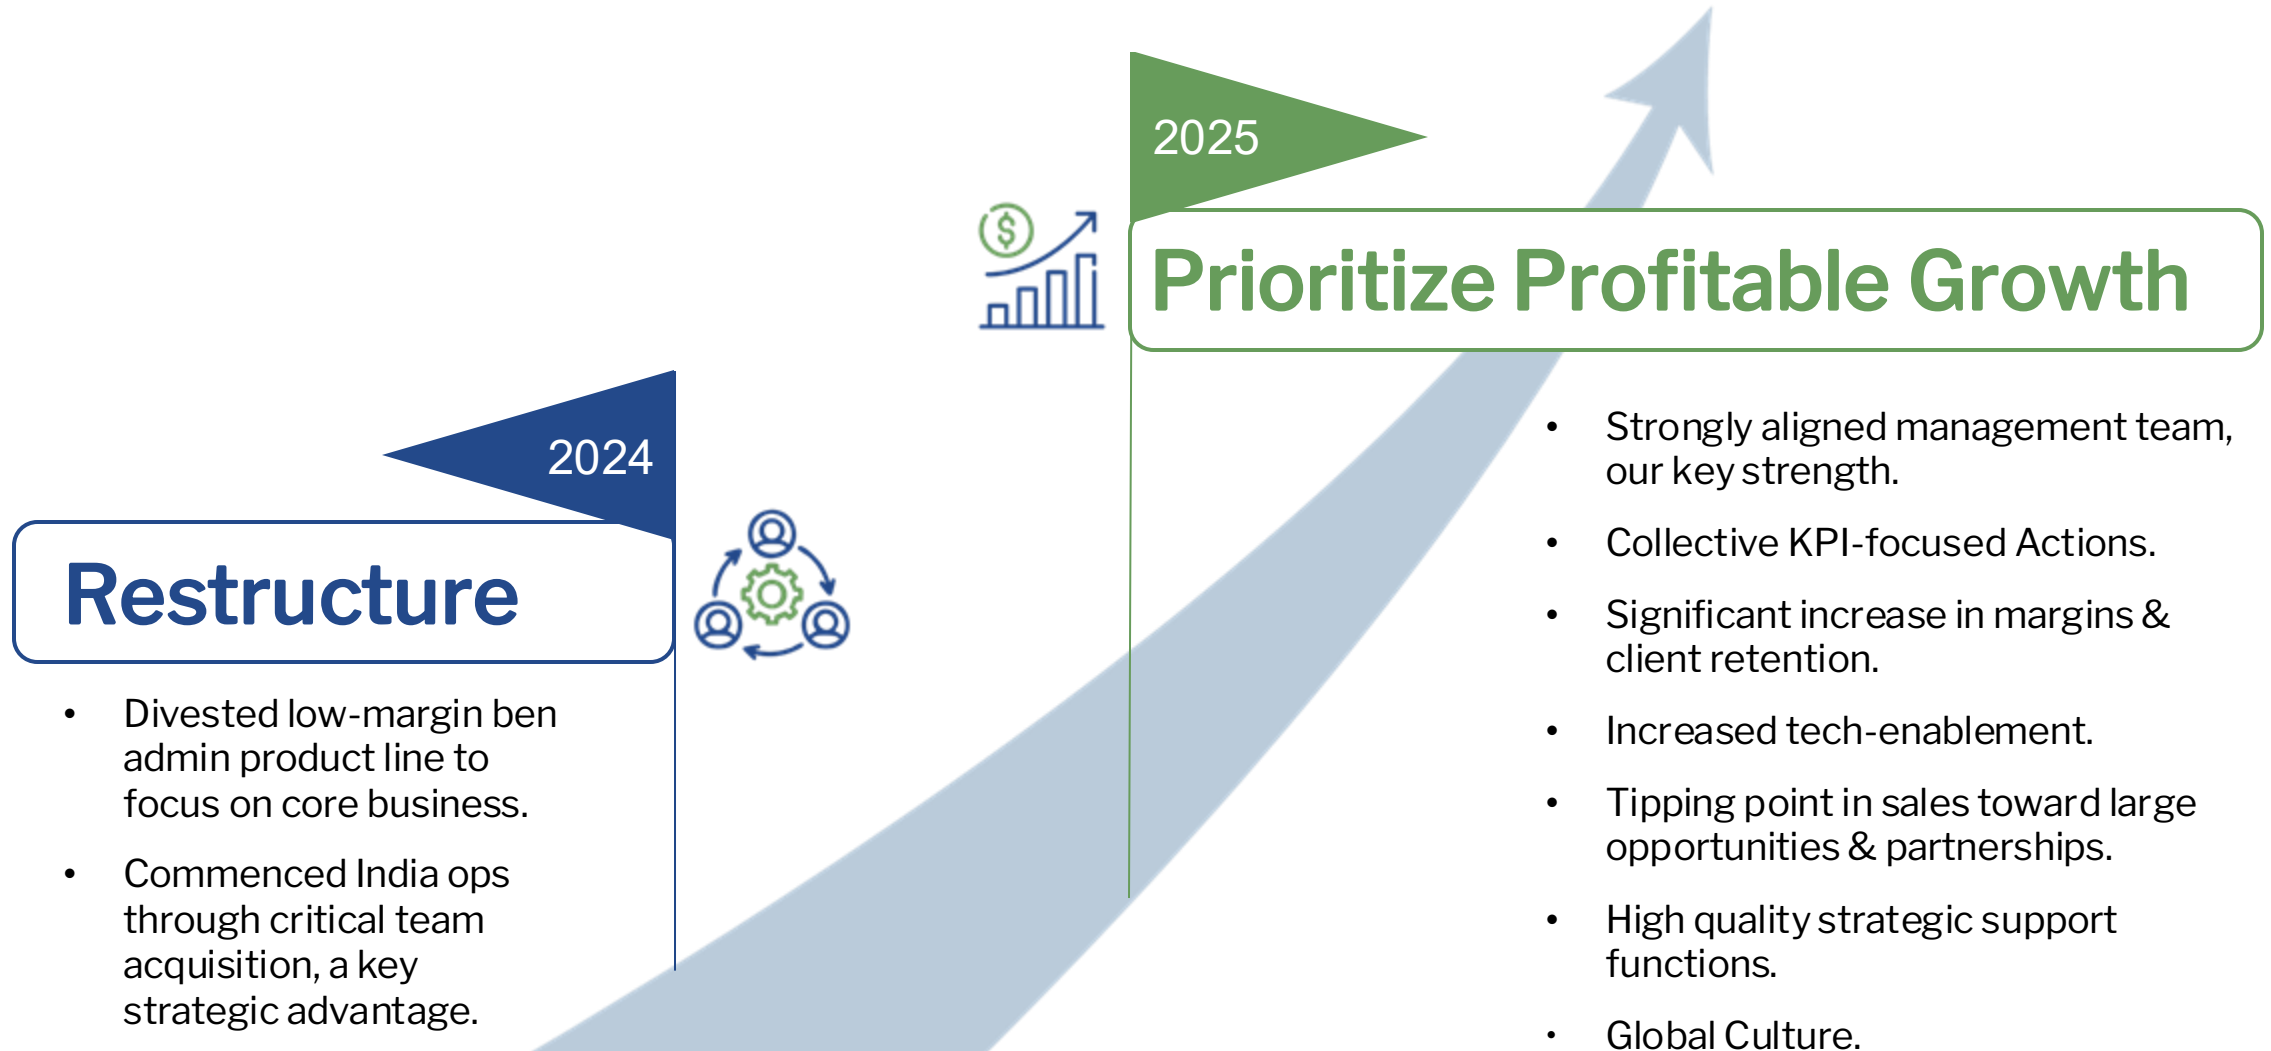 2024
Restructure
• Divested low-margin ben
admin product line to
focus on core business.
• Commenced India ops
through critical team
acquisition, a key
strategic advantage.
2025
$
Prioritize Profitable Growth
• Strongly aligned management team,
our key strength.
• Collective KPI-focused Actions.
• Significant increase in margins &
client retention.
• Increased tech-enablement.
• Tipping point in sales toward large
opportunities & partnerships.
• High quality strategic support
functions.
• Global Culture.